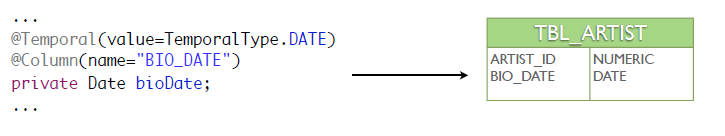 ...
@Temporal(value=TemporalType.DATE)
@Column(name="BIO_DATE")
private Date bioDate;
...
TBL_ARTIST
ARTIST_ID NUMERIC
BIO_DATE DATE